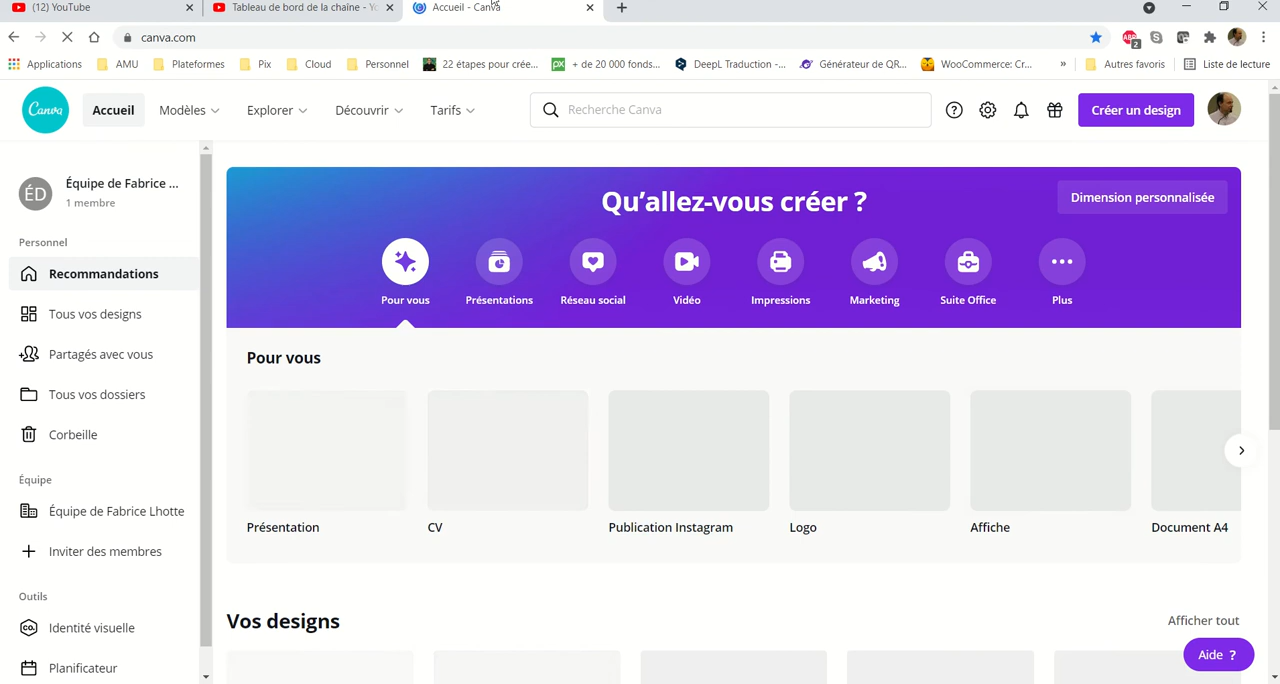 (12) YouTube
Tableau de bord de la chaîne - Yo
Accueil - Canva
canva.com
Applications
AMU
Plateformes
Pix
Cloud
Personnel
22 étapes pour crée...
+ de 20 000 fonds...
DeepL Traduction -...
Générateur de QR...
WooCommerce: Cr...
»
Autres favoris
Liste de lecture
Canva
Accueil
Modèles
Explorer
Découvrir
Tarifs
Recherche Canva
Créer un design
ÉD
Équipe de Fabrice ...
1 membre
Personnel
Recommandations
Tous vos designs
Partagés avec vous
Tous vos dossiers
Corbeille
Équipe
Équipe de Fabrice Lhotte
Inviter des membres
Outils
Identité visuelle
Planificateur
Qu'allez-vous créer ?
Dimension personnalisée
Pour vous
Présentations
Réseau social
Vidéo
Impressions
Marketing
Suite Office
Plus
Pour vous
Présentation
CV
Publication Instagram
Logo
Affiche
Document A4
Vos designs
Afficher tout
Aide ?